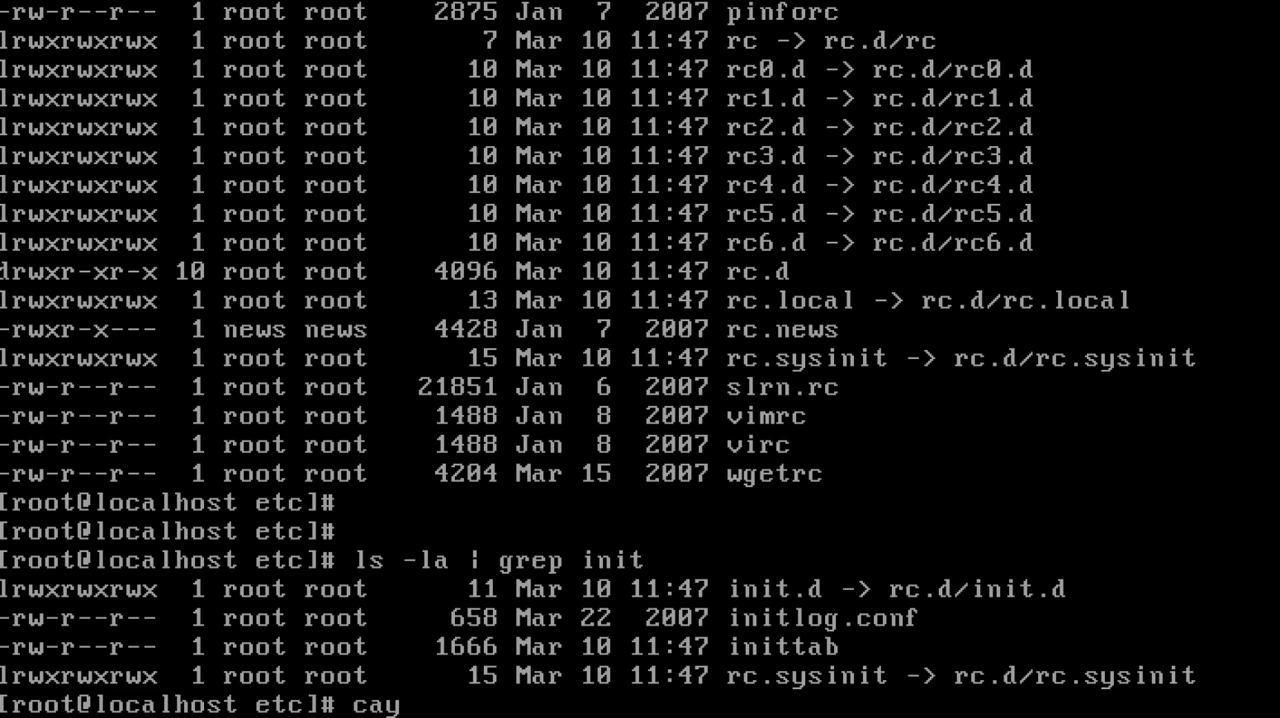 -rw-r--r--  1 root root    2875 Jan  7  2007 pinforc
lrwxrwxrwx  1 root root       7 Mar 10 11:47 rc -> rc.d/rc
lrwxrwxrwx  1 root root      10 Mar 10 11:47 rc0.d -> rc.d/rc0.d
lrwxrwxrwx  1 root root      10 Mar 10 11:47 rc1.d -> rc.d/rc1.d
lrwxrwxrwx  1 root root      10 Mar 10 11:47 rc2.d -> rc.d/rc2.d
lrwxrwxrwx  1 root root      10 Mar 10 11:47 rc3.d -> rc.d/rc3.d
lrwxrwxrwx  1 root root      10 Mar 10 11:47 rc4.d -> rc.d/rc4.d
lrwxrwxrwx  1 root root      10 Mar 10 11:47 rc5.d -> rc.d/rc5.d
lrwxrwxrwx  1 root root      10 Mar 10 11:47 rc6.d -> rc.d/rc6.d
drwxr-xr-x 10 root root    4096 Mar 10 11:47 rc.d
lrwxrwxrwx  1 root root      13 Mar 10 11:47 rc.local -> rc.d/rc.local
-rwxr-x---  1 news news    4428 Jan  7  2007 rc.news
lrwxrwxrwx  1 root root      15 Mar 10 11:47 rc.sysinit -> rc.d/rc.sysinit
-rw-r--r--  1 root root   21851 Jan  6  2007 slrn.rc
-rw-r--r--  1 root root    1488 Jan  8  2007 vimrc
-rw-r--r--  1 root root    1488 Jan  8  2007 virc
-rw-r--r--  1 root root    4204 Mar 15  2007 wgetrc
[root@localhost etc]#
[root@localhost etc]#
[root@localhost etc]# ls -la | grep init
lrwxrwxrwx  1 root root      11 Mar 10 11:47 init.d -> rc.d/init.d
-rw-r--r--  1 root root     658 Mar 22  2007 initlog.conf
-rw-r--r--  1 root root    1666 Mar 10 11:47 inittab
lrwxrwxrwx  1 root root      15 Mar 10 11:47 rc.sysinit -> rc.d/rc.sysinit
[root@localhost etc]# cay